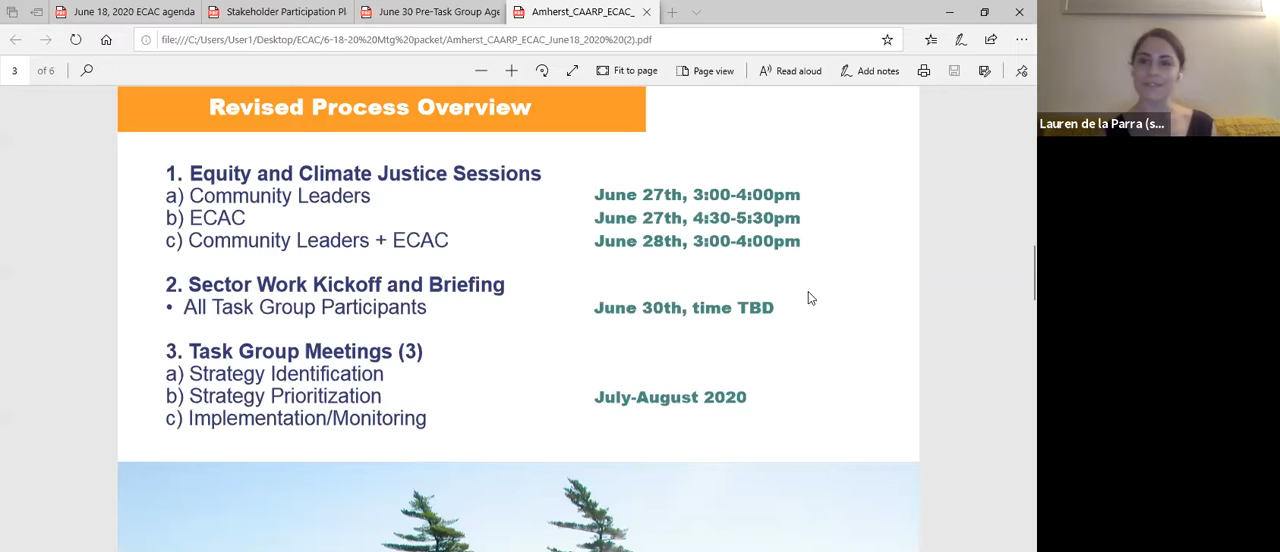 June 18, 2020 ECAC agenda
Stakeholder Participation Pl
June 30 Pre-Task Group Age
Amherst_CAARP_ECAC_
file:///C:/Users/User1/Desktop/ECAC/6-18-20%20Mtg%20packet/Amherst_CAARP_ECAC_June18_2020%20(2).pdf
3 of 6
Fit to page
Page view
Read aloud
Add notes
Lauren de la Parra (s...
Revised Process Overview
1. Equity and Climate Justice Sessions
a) Community Leaders June 27th, 3:00-4:00pm
b) ECAC June 27th, 4:30-5:30pm
c) Community Leaders + ECAC June 28th, 3:00-4:00pm
2. Sector Work Kickoff and Briefing
• All Task Group Participants June 30th, time TBD
3. Task Group Meetings (3)
a) Strategy Identification
b) Strategy Prioritization July-August 2020
c) Implementation/Monitoring